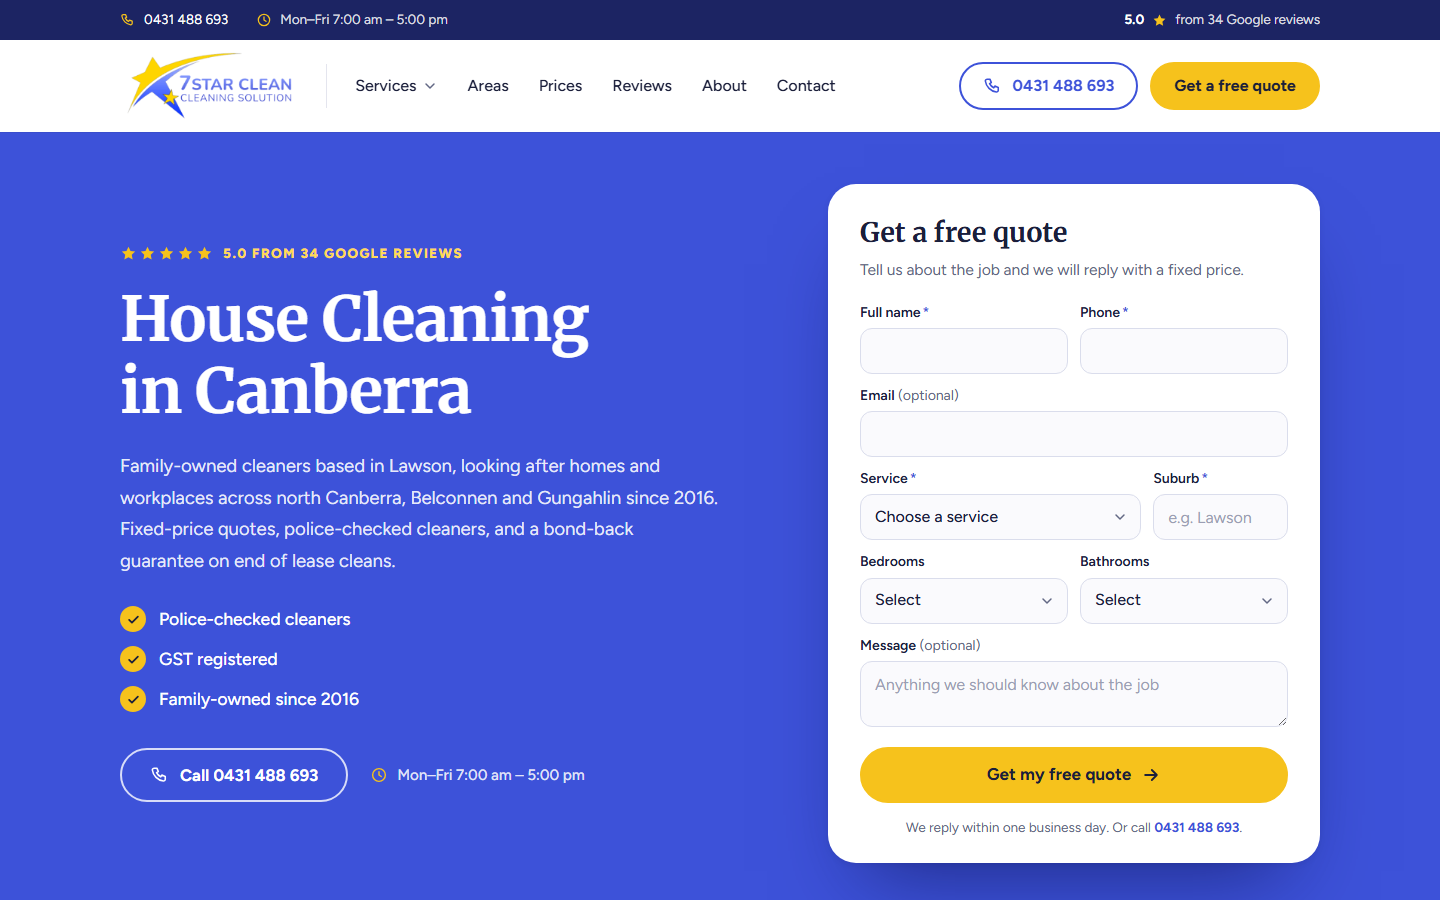 0431 488 693
Mon–Fri 7:00 am – 5:00 pm
5.0 from 34 Google reviews
7STAR CLEAN
CLEANING SOLUTION
Services
Areas
Prices
Reviews
About
Contact
0431 488 693
Get a free quote
5.0 FROM 34 GOOGLE REVIEWS
House Cleaning
in Canberra
Family-owned cleaners based in Lawson, looking after homes and
workplaces across north Canberra, Belconnen and Gungahlin since 2016.
Fixed-price quotes, police-checked cleaners, and a bond-back
guarantee on end of lease cleans.
Police-checked cleaners
GST registered
Family-owned since 2016
Call 0431 488 693
Mon–Fri 7:00 am – 5:00 pm
Get a free quote
Tell us about the job and we will reply with a fixed price.
Full name *
Phone *
Email (optional)
Service *
Suburb *
Choose a service
e.g. Lawson
Bedrooms
Bathrooms
Select
Select
Message (optional)
Anything we should know about the job
Get my free quote
We reply within one business day. Or call 0431 488 693.